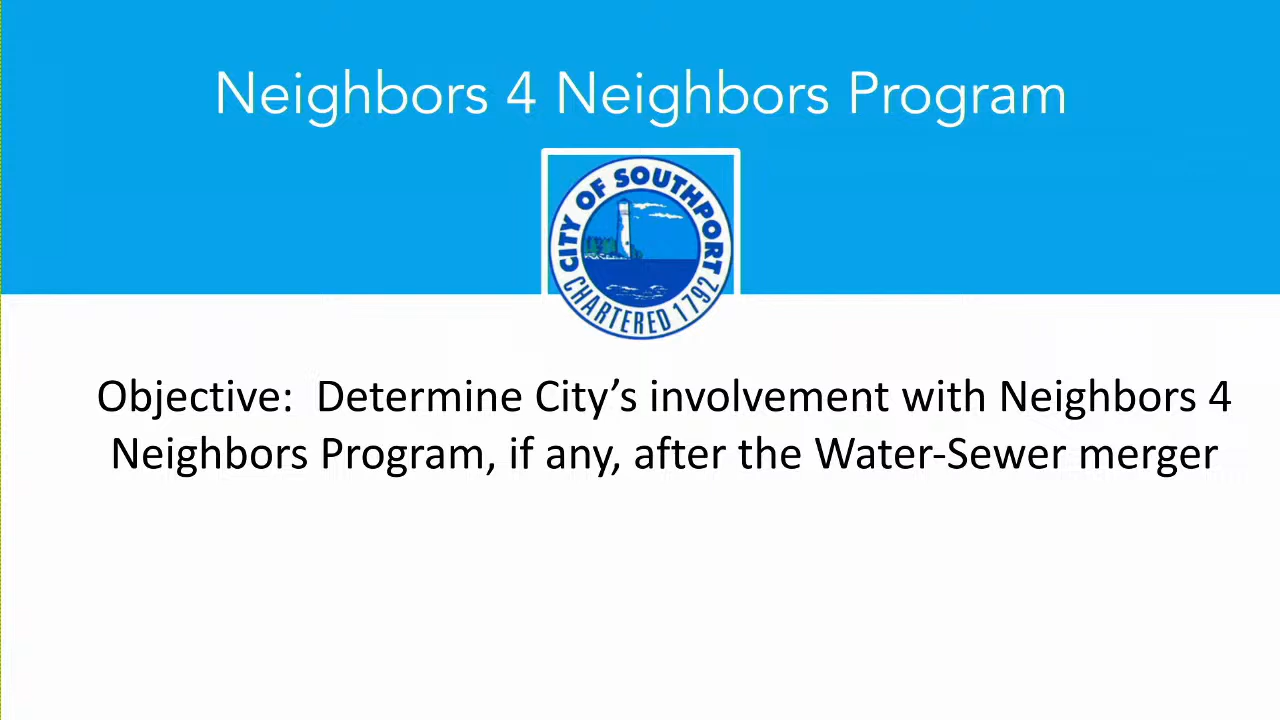 Neighbors 4 Neighbors Program
CITY OF SOUTHPORT
CHARTERED 1792
Objective:  Determine City’s involvement with Neighbors 4
Neighbors Program, if any, after the Water-Sewer merger